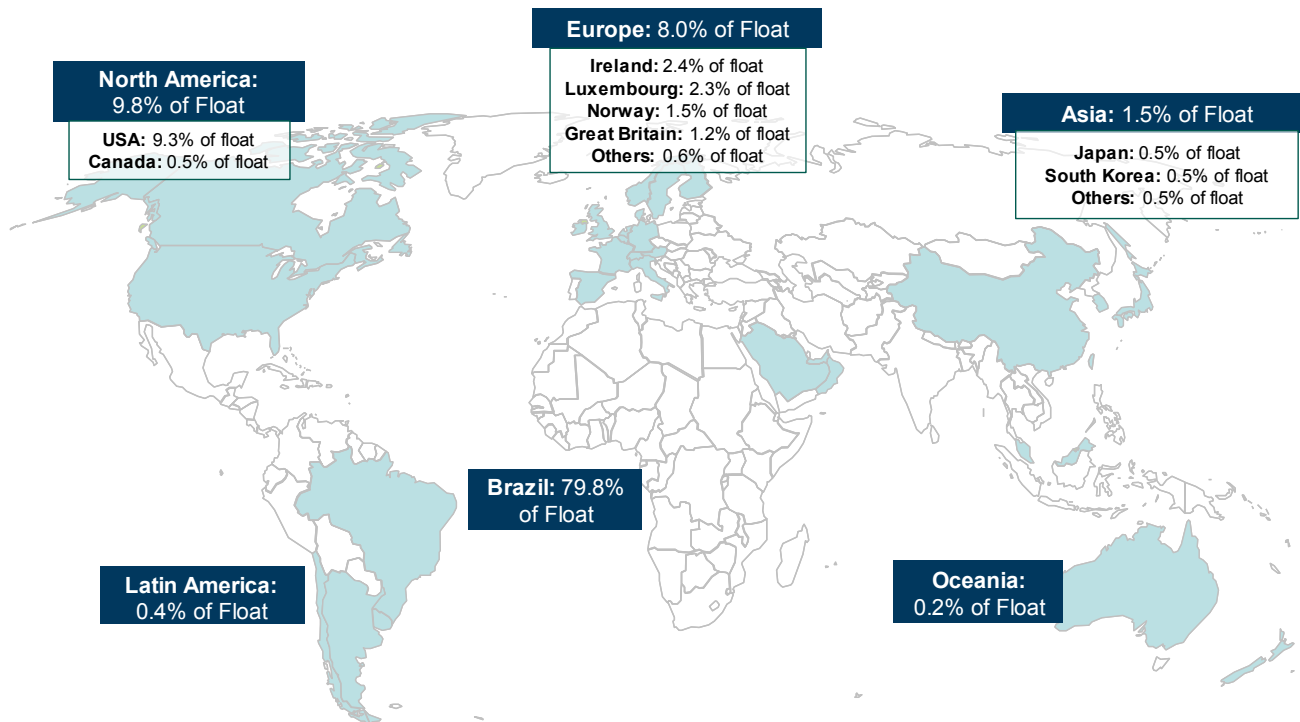 Europe: 8.0% of Float
Ireland: 2.4% of float
Luxembourg: 2.3% of float
Norway: 1.5% of float
Great Britain: 1.2% of float
Others: 0.6% of float
North America:
9.8% of Float
USA: 9.3% of float
Canada: 0.5% of float
Asia: 1.5% of Float
Japan: 0.5% of float
South Korea: 0.5% of float
Others: 0.5% of float
Brazil: 79.8%
of Float
Latin America:
0.4% of Float
Oceania:
0.2% of Float